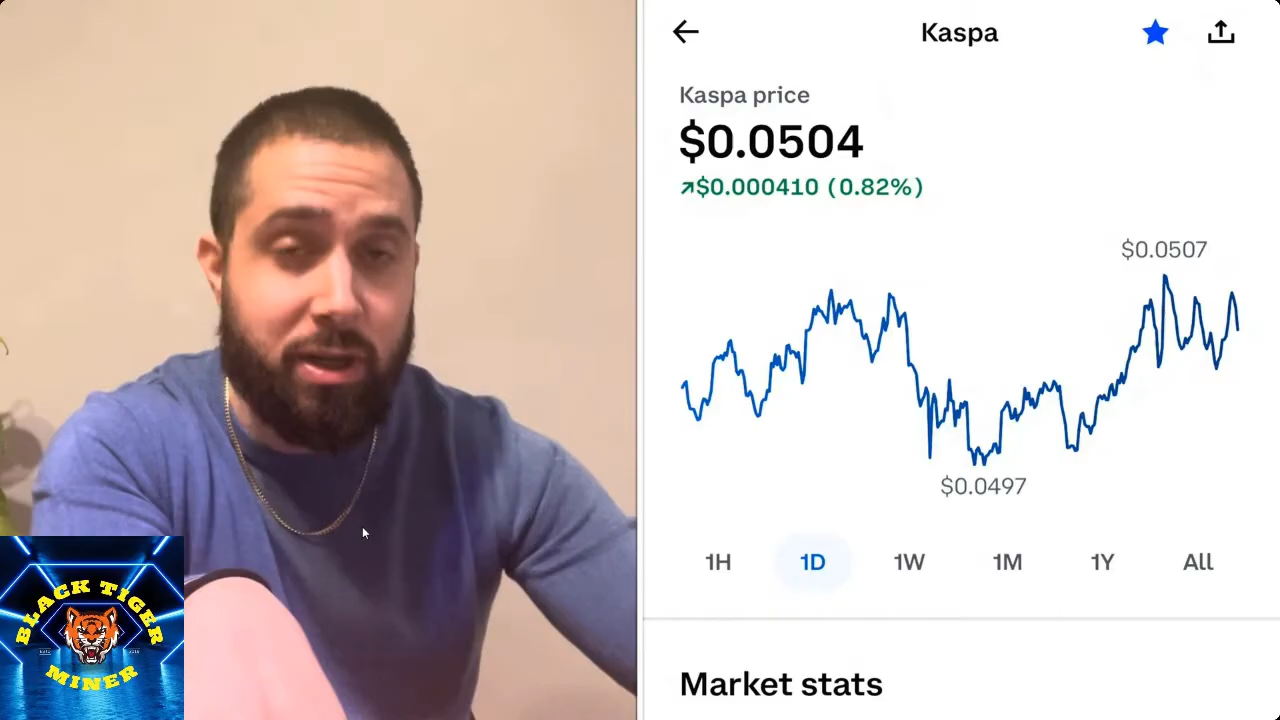 Kaspa
Kaspa price
$0.0504
↗$0.000410 (0.82%)
$0.0507
$0.0497
1H 1D 1W 1M 1Y All
Market stats
BLACK TIGER
MINER